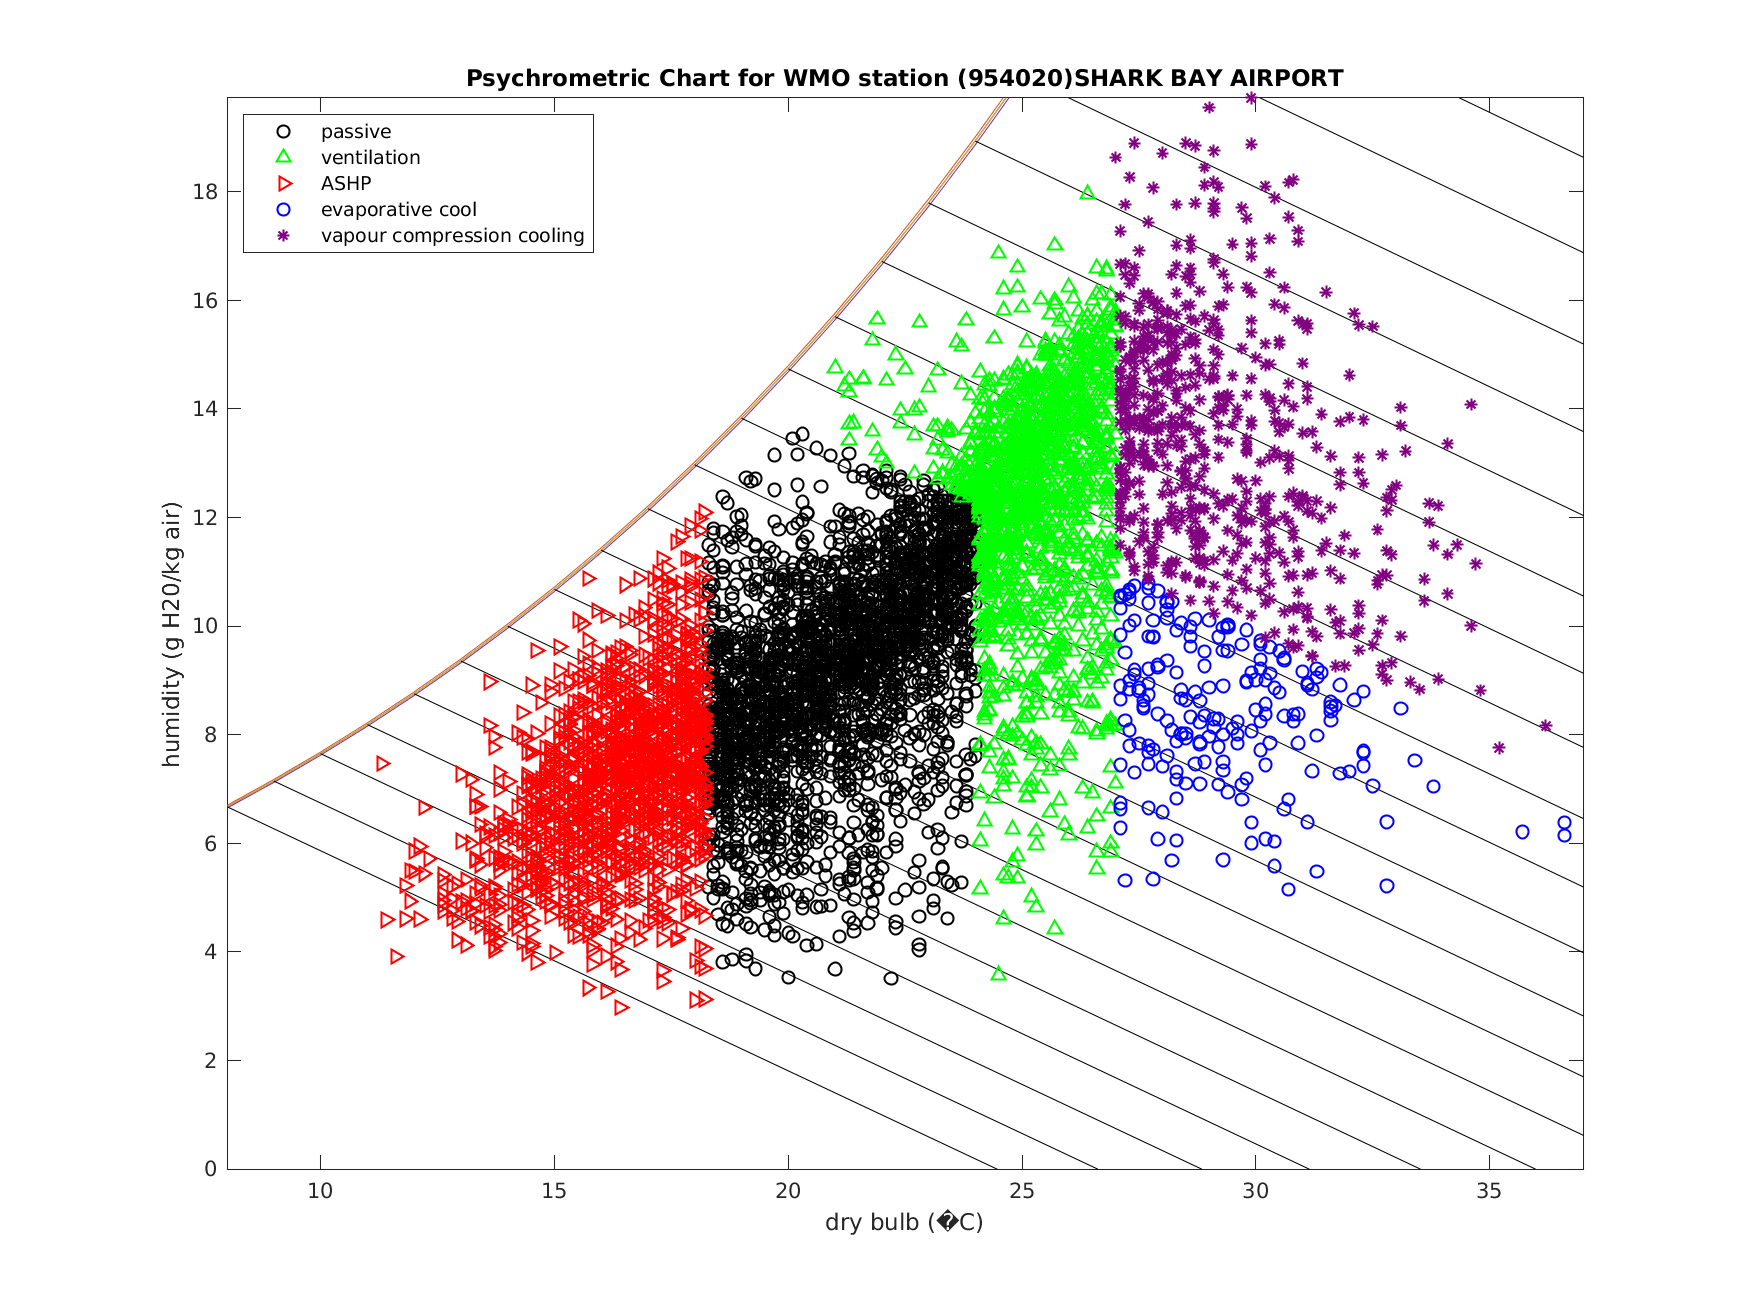 Psychrometric Chart for WMO station (954020)SHARK BAY AIRPORT
passive
ventilation
ASHP
evaporative cool
vapour compression cooling
18
16
14
12
10
8
6
4
2
0
humidity (g H20/kg air)
10 15 20 25 30 35
dry bulb (�C)